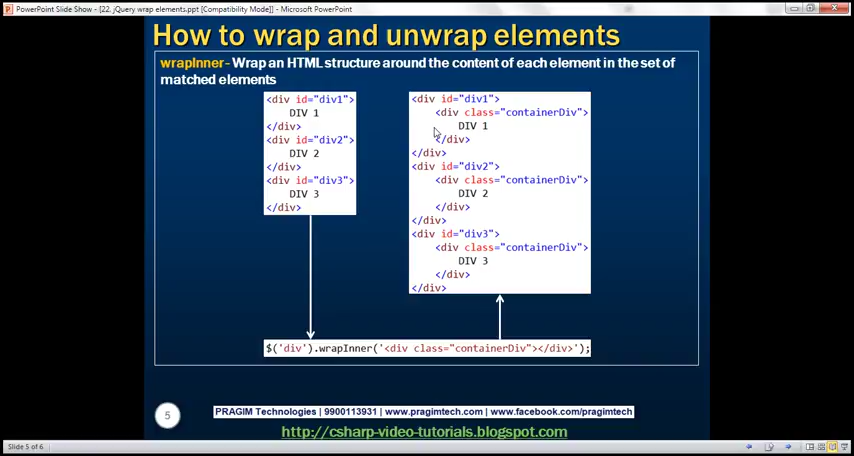 PowerPoint Slide Show - [22. jQuery wrap elements.ppt [Compatibility Mode]] - Microsoft PowerPoint
How to wrap and unwrap elements
wrapInner - Wrap an HTML structure around the content of each element in the set of
matched elements
<div id="div1">
DIV 1
</div>
<div id="div2">
DIV 2
</div>
<div id="div3">
DIV 3
</div>
<div id="div1">
<div class="containerDiv">
DIV 1
</div>
</div>
<div id="div2">
<div class="containerDiv">
DIV 2
</div>
</div>
<div id="div3">
<div class="containerDiv">
DIV 3
</div>
</div>
$('div').wrapInner('<div class="containerDiv"></div>');
5
PRAGIM Technologies | 9900113931 | www.pragimtech.com | www.facebook.com/pragimtech
http://csharp-video-tutorials.blogspot.com
Slide 5 of 6